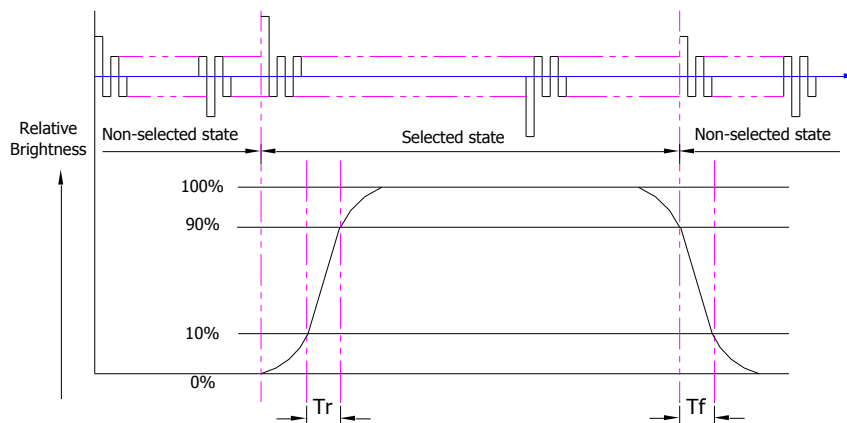 Relative
Brightness
Non-selected state
Selected state
Non-selected state
100%
90%
10%
0%
Tr
Tf